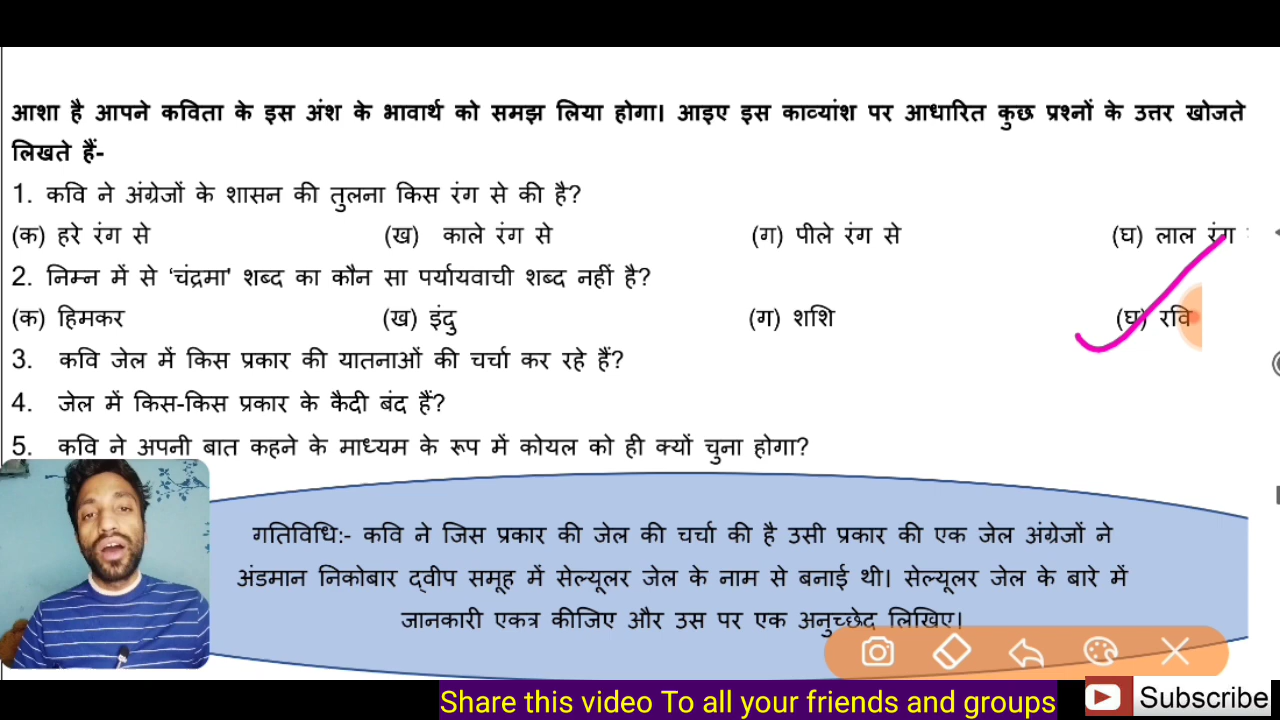 आशा है आपने कविता के इस अंश के भावार्थ को समझ लिया होगा। आइए इस काव्यांश पर आधारित कुछ प्रश्नों के उत्तर खोजते
लिखते हैं-
1. कवि ने अंग्रेजों के शासन की तुलना किस रंग से की है?
(क) हरे रंग से (ख) काले रंग से (ग) पीले रंग से (घ) लाल रंग
2. निम्न में से 'चंद्रमा' शब्द का कौन सा पर्यायवाची शब्द नहीं है?
(क) हिमकर (ख) इंदु (ग) शशि (घ) रवि
3. कवि जेल में किस प्रकार की यातनाओं की चर्चा कर रहे हैं?
4. जेल में किस-किस प्रकार के कैदी बंद हैं?
5. कवि ने अपनी बात कहने के माध्यम के रूप में कोयल को ही क्यों चुना होगा?
गतिविधि:- कवि ने जिस प्रकार की जेल की चर्चा की है उसी प्रकार की एक जेल अंग्रेजों ने
अंडमान निकोबार द्वीप समूह में सेल्यूलर जेल के नाम से बनाई थी। सेल्यूलर जेल के बारे में
जानकारी एकत्र कीजिए और उस पर एक अनुच्छेद लिखिए।
Share this video To all your friends and groups
Subscribe